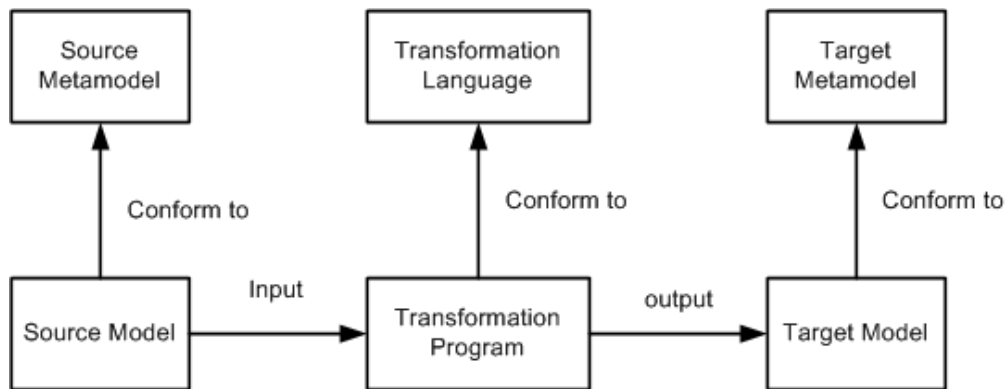 Source
Metamodel
Transformation
Language
Target
Metamodel
Conform to
Conform to
Conform to
Source Model
Input
Transformation
Program
output
Target Model